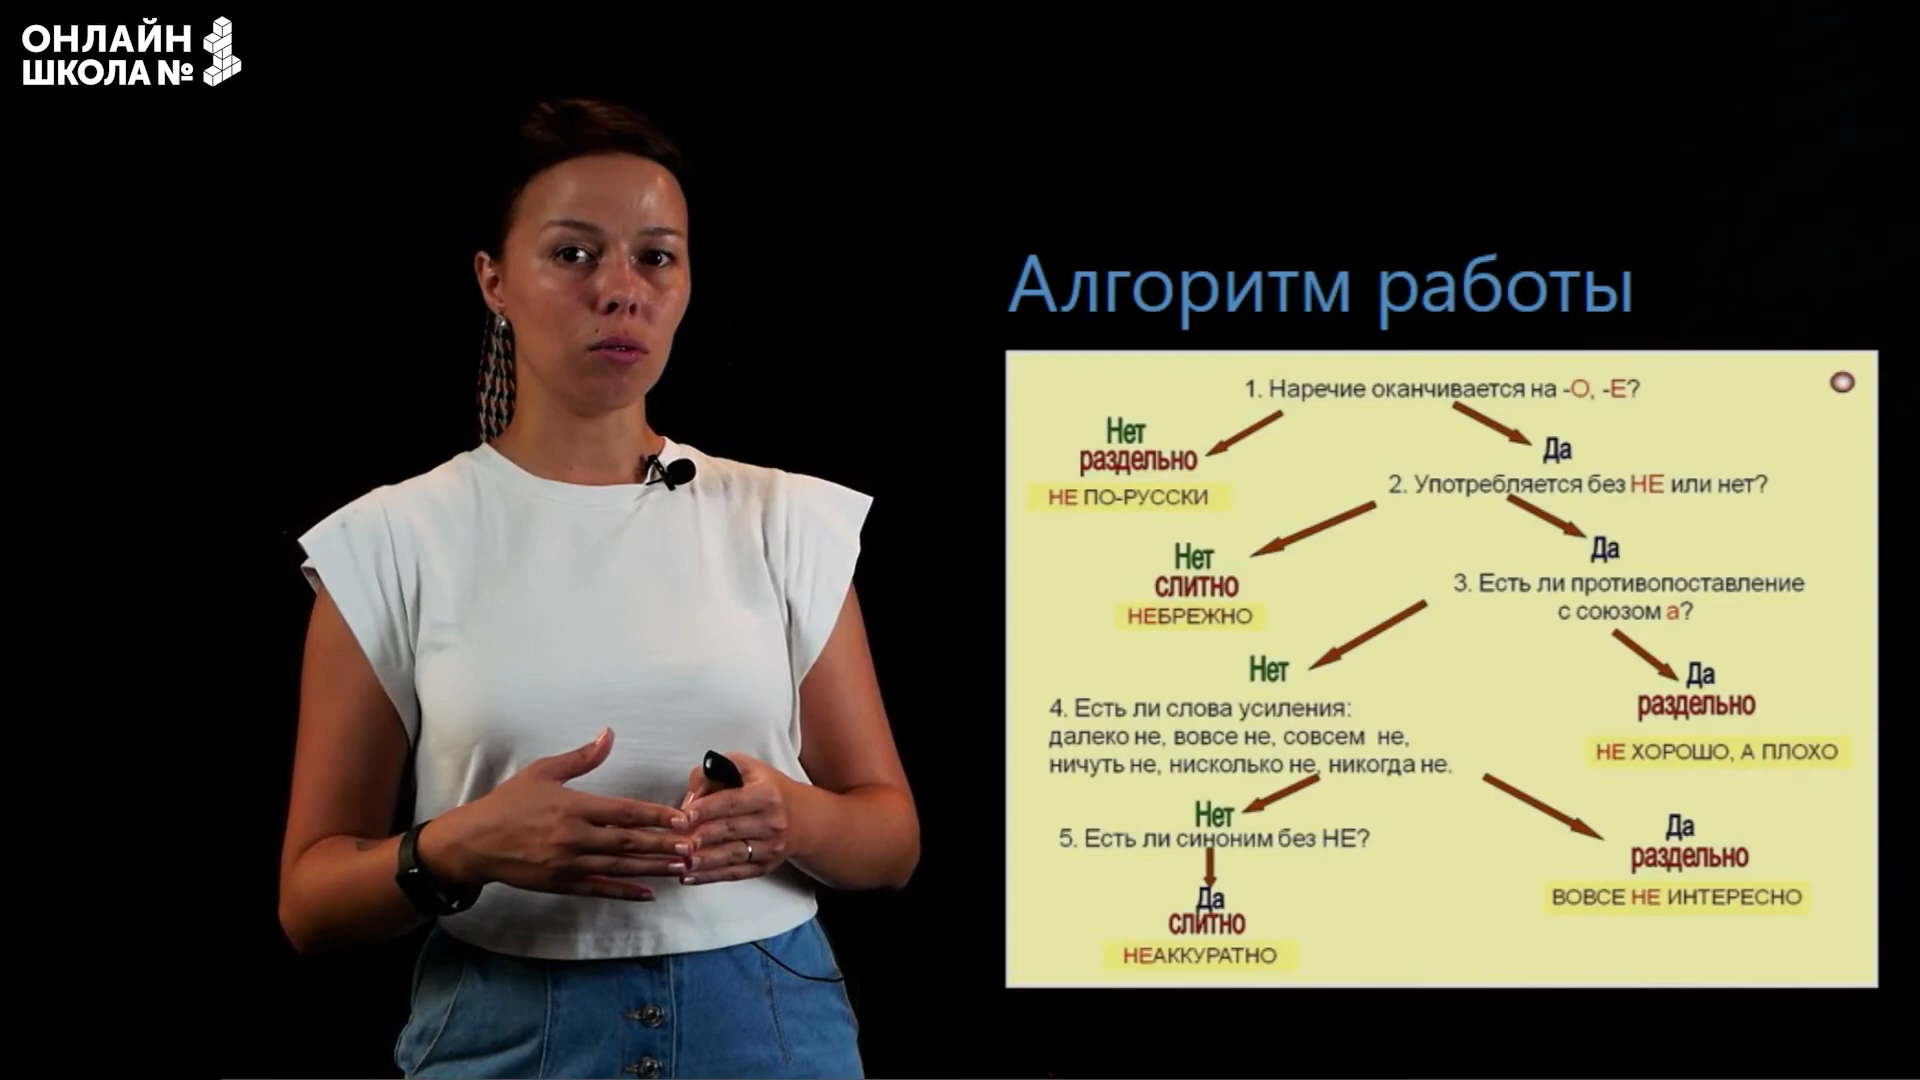 ОНЛАЙН
ШКОЛА № 1
Алгоритм работы
1. Наречие оканчивается на -О, -Е?
Нет
раздельно
НЕ ПО-РУССКИ
Да
2. Употребляется без НЕ или нет?
Нет
слитно
НЕБРЕЖНО
Да
3. Есть ли противопоставление
с союзом а?
Нет
Да
раздельно
НЕ ХОРОШО, А ПЛОХО
4. Есть ли слова усиления:
далеко не, вовсе не, совсем не,
ничуть не, нисколько не, никогда не.
Нет
5. Есть ли синоним без НЕ?
Да
слитно
НЕАККУРАТНО
Да
раздельно
ВОВСЕ НЕ ИНТЕРЕСНО